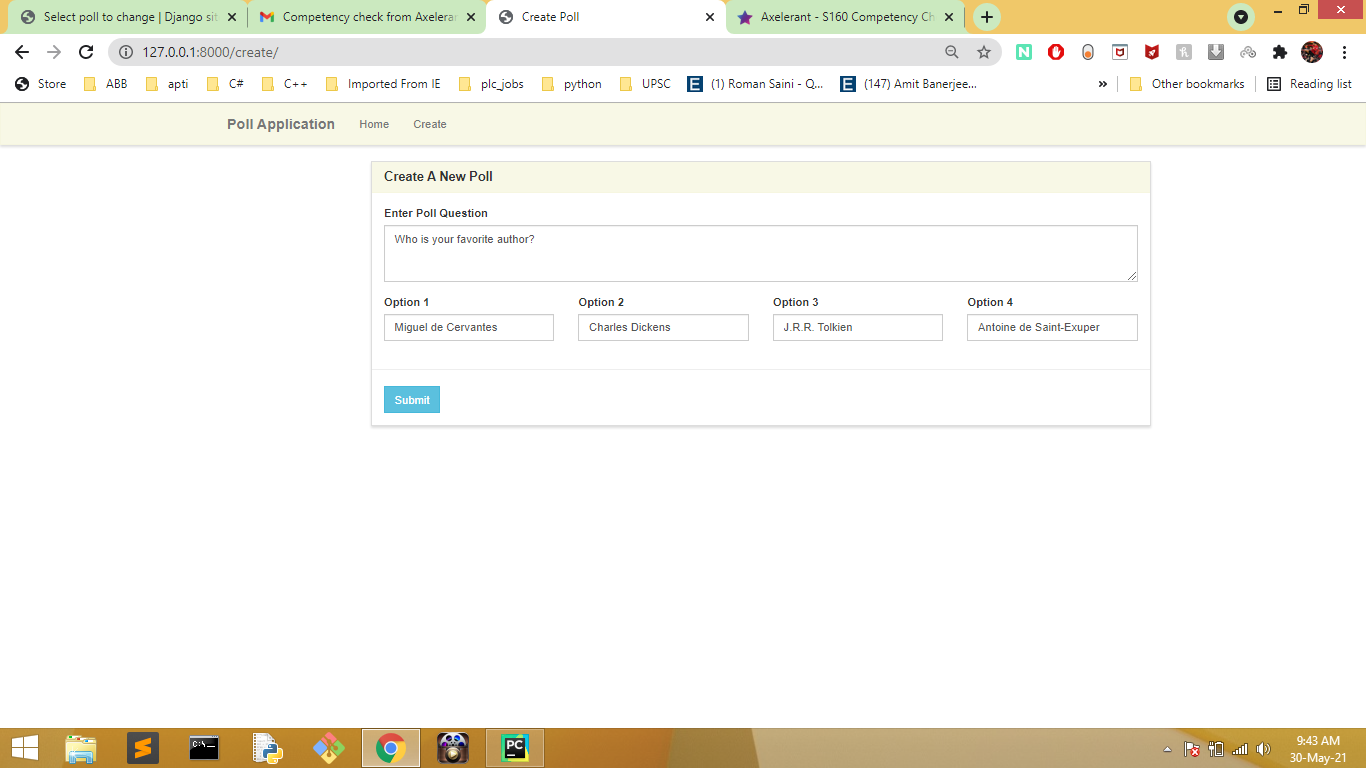 Select poll to change | Django sit
Competency check from Axelerar
Create Poll
Axelerant - S160 Competency Ch
127.0.0.1:8000/create/
Store
ABB
apti
C#
C++
Imported From IE
plc_jobs
python
UPSC
(1) Roman Saini - Q...
(147) Amit Banerjee...
»
Other bookmarks
Reading list
Poll Application
Home
Create
Create A New Poll
Enter Poll Question
Who is your favorite author?
Option 1
Option 2
Option 3
Option 4
Miguel de Cervantes
Charles Dickens
J.R.R. Tolkien
Antoine de Saint-Exuper
Submit
C:\_
PC
9:43 AM
30-May-21